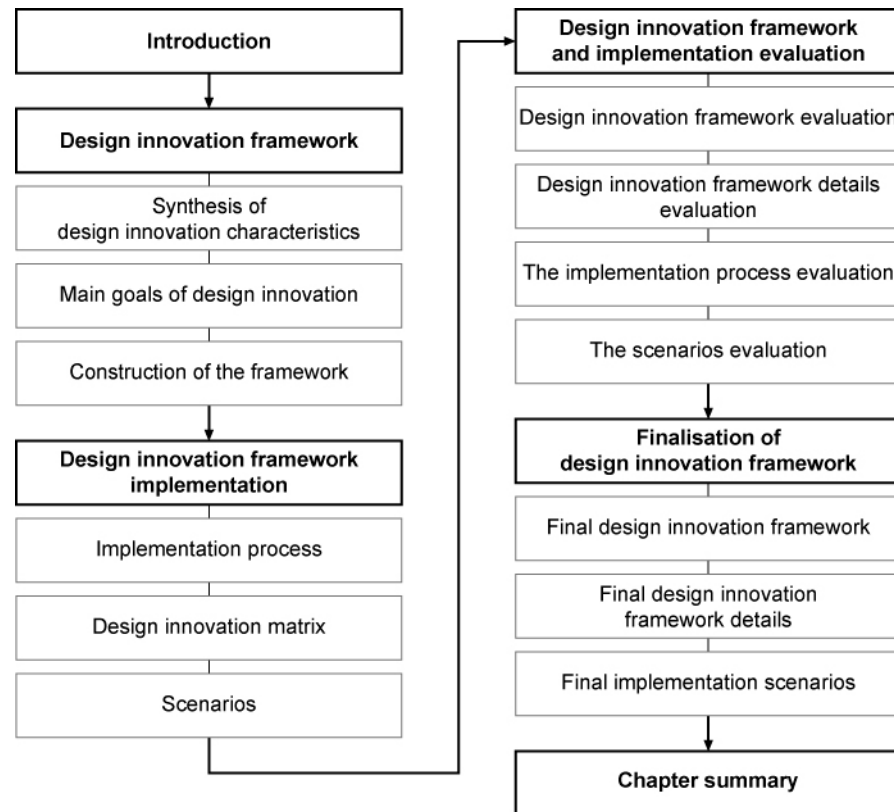 Introduction
Design innovation framework
Synthesis of
design innovation characteristics
Main goals of design innovation
Construction of the framework
Design innovation framework
implementation
Implementation process
Design innovation matrix
Scenarios
Design innovation framework
and implementation evaluation
Design innovation framework evaluation
Design innovation framework details
evaluation
The implementation process evaluation
The scenarios evaluation
Finalisation of
design innovation framework
Final design innovation framework
Final design innovation
framework details
Final implementation scenarios
Chapter summary